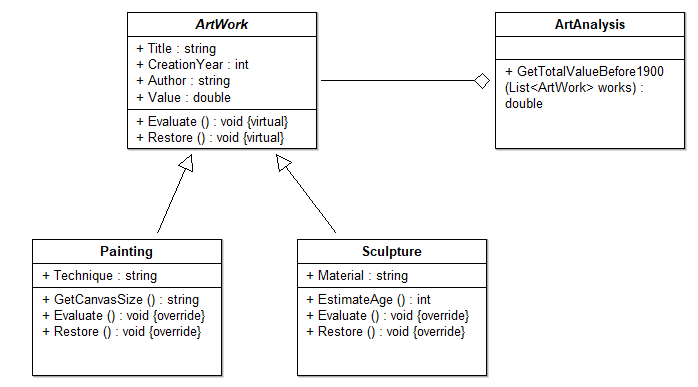 ArtWork
+ Title : string
+ CreationYear : int
+ Author : string
+ Value : double
+ Evaluate () : void {virtual}
+ Restore () : void {virtual}
ArtAnalysis
+ GetTotalValueBefore1900
(List<ArtWork> works) :
double
Painting
+ Technique : string
+ GetCanvasSize () : string
+ Evaluate () : void {override}
+ Restore () : void {override}
Sculpture
+ Material : string
+ EstimateAge () : int
+ Evaluate () : void {override}
+ Restore () : void {override}